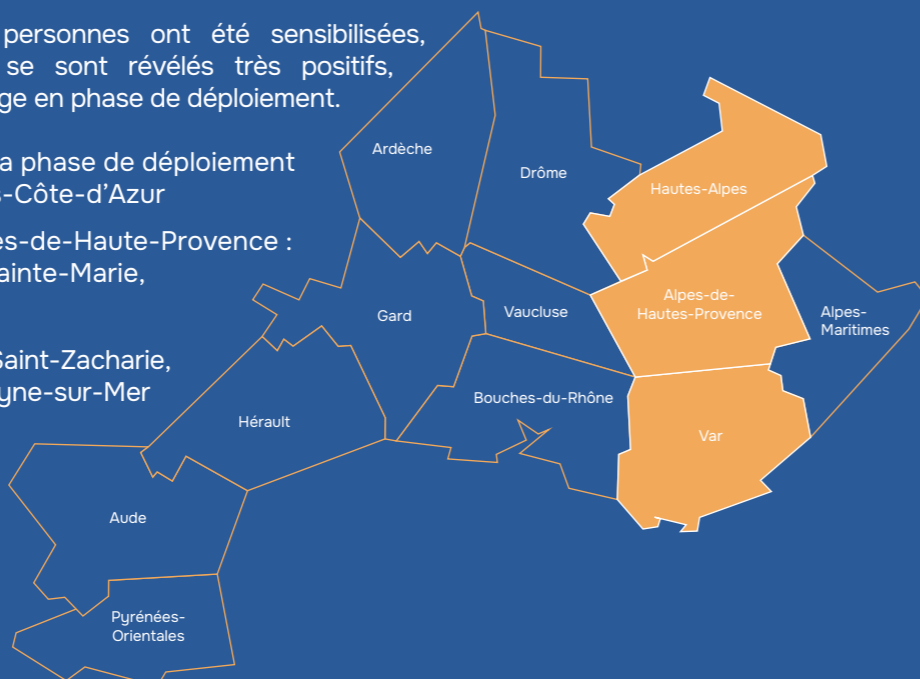 personnes ont été sensibilisées,
se sont révélés très positifs,
ge en phase de déploiement.
a phase de déploiement
s-Côte-d'Azur
es-de-Haute-Provence :
ainte-Marie,
Saint-Zacharie,
yne-sur-Mer
Ardèche
Drôme
Hautes-Alpes
Gard
Vaucluse
Alpes-de-
Hautes-Provence
Alpes-
Maritimes
Bouches-du-Rhône
Hérault
Var
Aude
Pyrénées-
Orientales